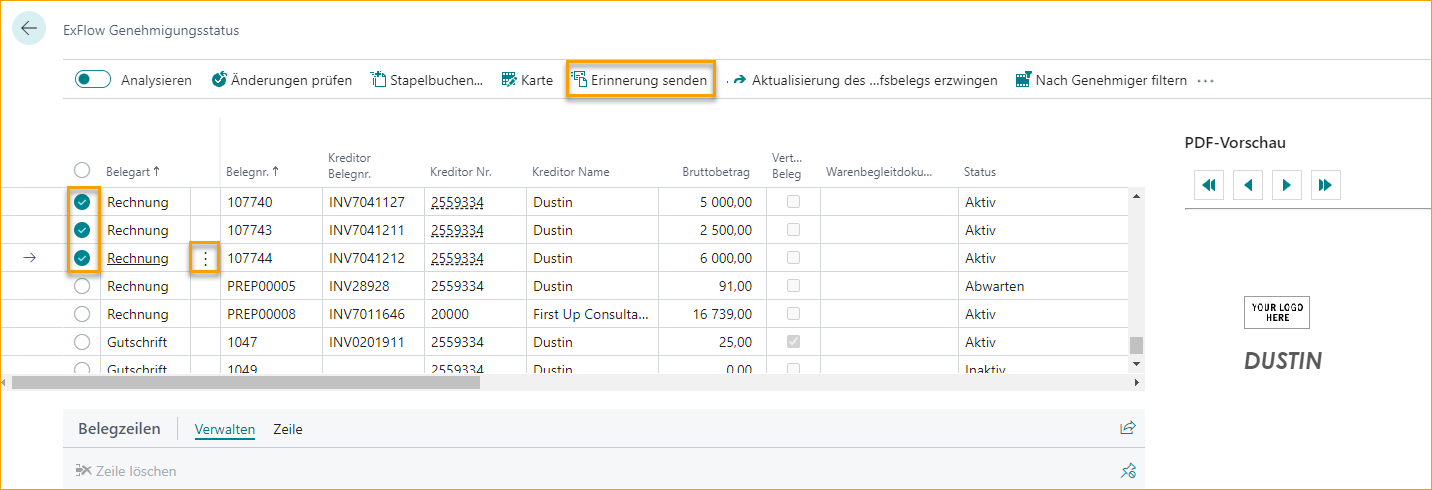 ExFlow Genehmigungsstatus
Analysieren Änderungen prüfen Stapelbuchen... Karte Erinnerung senden Aktualisierung des ...fsbelegs erzwingen Nach Genehmiger filtern ...
PDF-Vorschau
Belegart ↑ Belegnr. ↑ Kreditor Belegnr. Kreditor Nr. Kreditor Name Bruttobetrag Vert... Beleg Warenbegleitdoku... Status
Rechnung 107740 INV7041127 2559334 Dustin 5 000,00 Aktiv
Rechnung 107743 INV7041211 2559334 Dustin 2 500,00 Aktiv
Rechnung 107744 INV7041212 2559334 Dustin 6 000,00 Aktiv
Rechnung PREP00005 INV28928 2559334 Dustin 91,00 Abwarten
Rechnung PREP00008 INV7011646 20000 First Up Consulta... 16 739,00 Aktiv
Gutschrift 1047 INV0201911 2559334 Dustin 25,00 Aktiv
Gutschrift 1049 2559334 Dustin 0,00 Inaktiv
YOUR LOGO
HERE
DUSTIN
Belegzeilen Verwalten Zeile
Zeile löschen